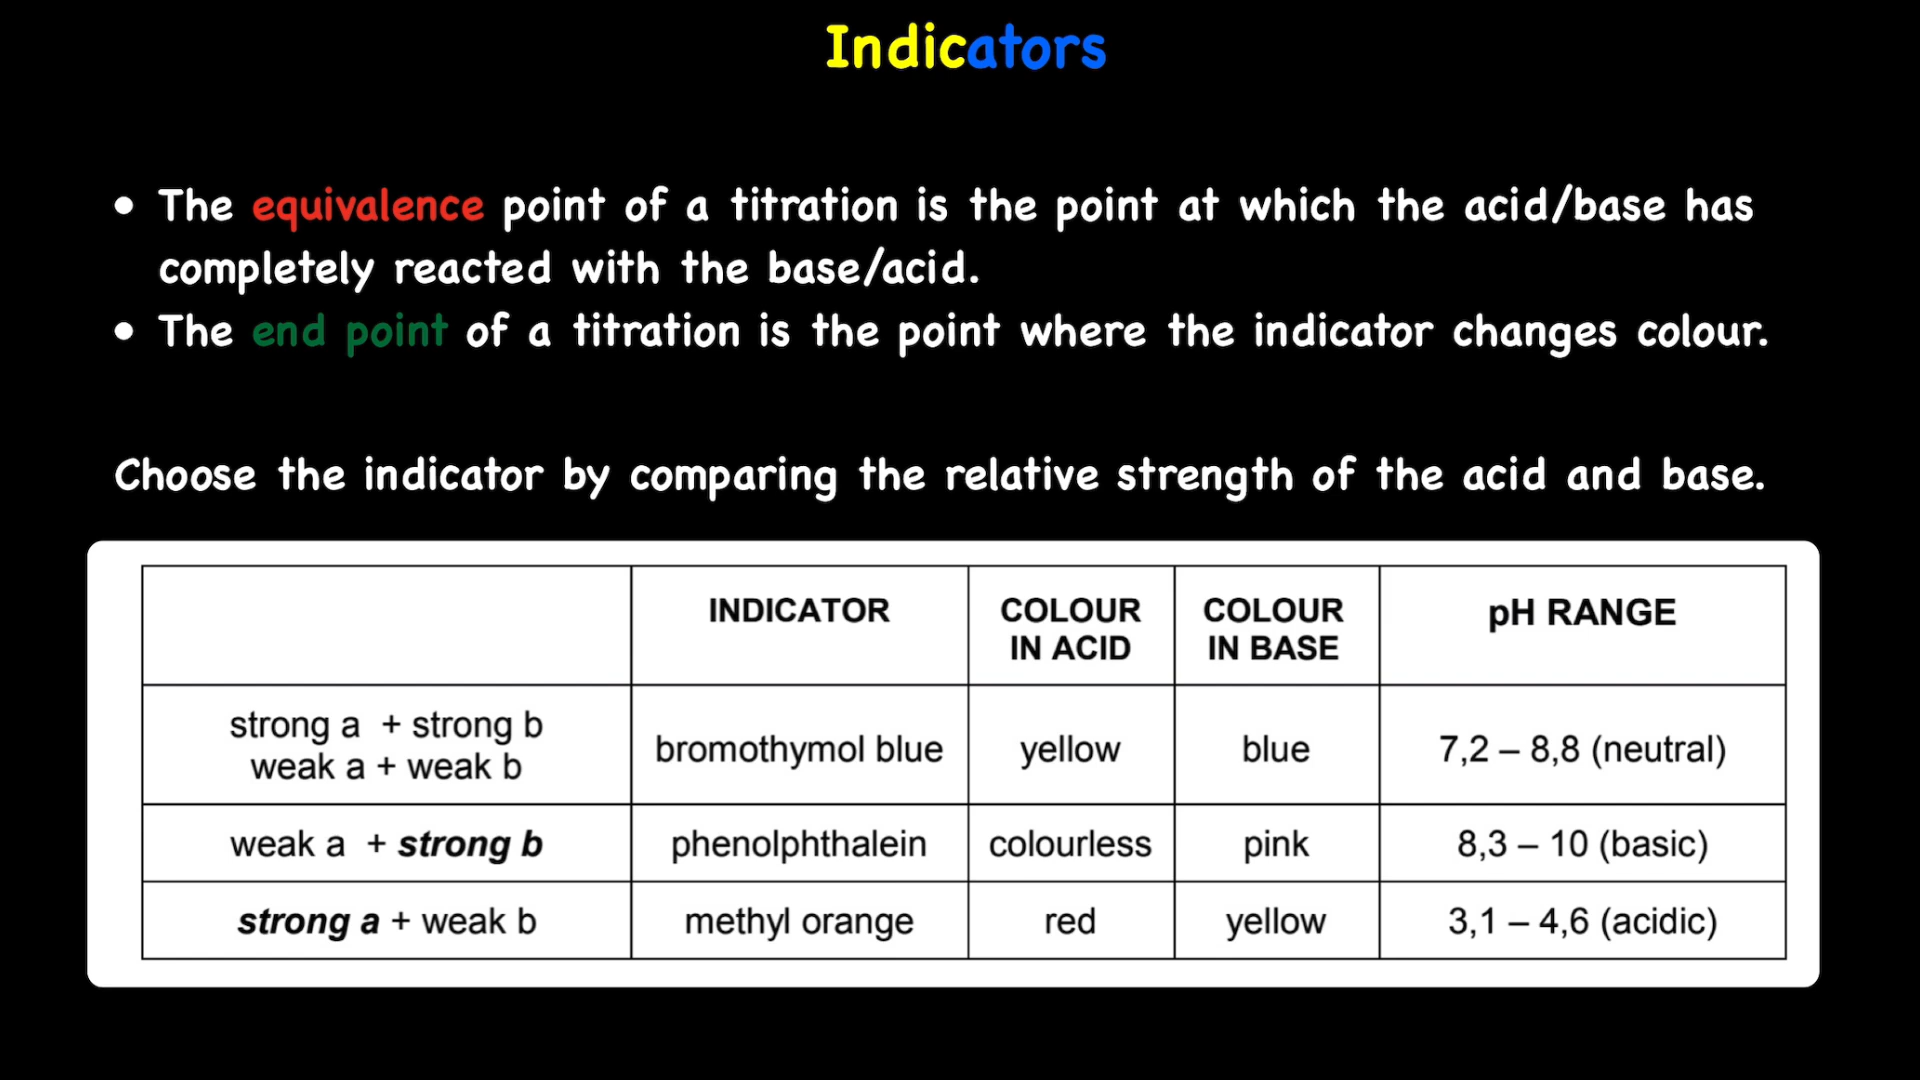 Indicators
• The equivalence point of a titration is the point at which the acid/base has
completely reacted with the base/acid.
• The end point of a titration is the point where the indicator changes colour.
Choose the indicator by comparing the relative strength of the acid and base.
INDICATOR COLOUR IN ACID COLOUR IN BASE pH RANGE
strong a + strong b
weak a + weak b bromothymol blue yellow blue 7,2 – 8,8 (neutral)
weak a + strong b phenolphthalein colourless pink 8,3 – 10 (basic)
strong a + weak b methyl orange red yellow 3,1 – 4,6 (acidic)